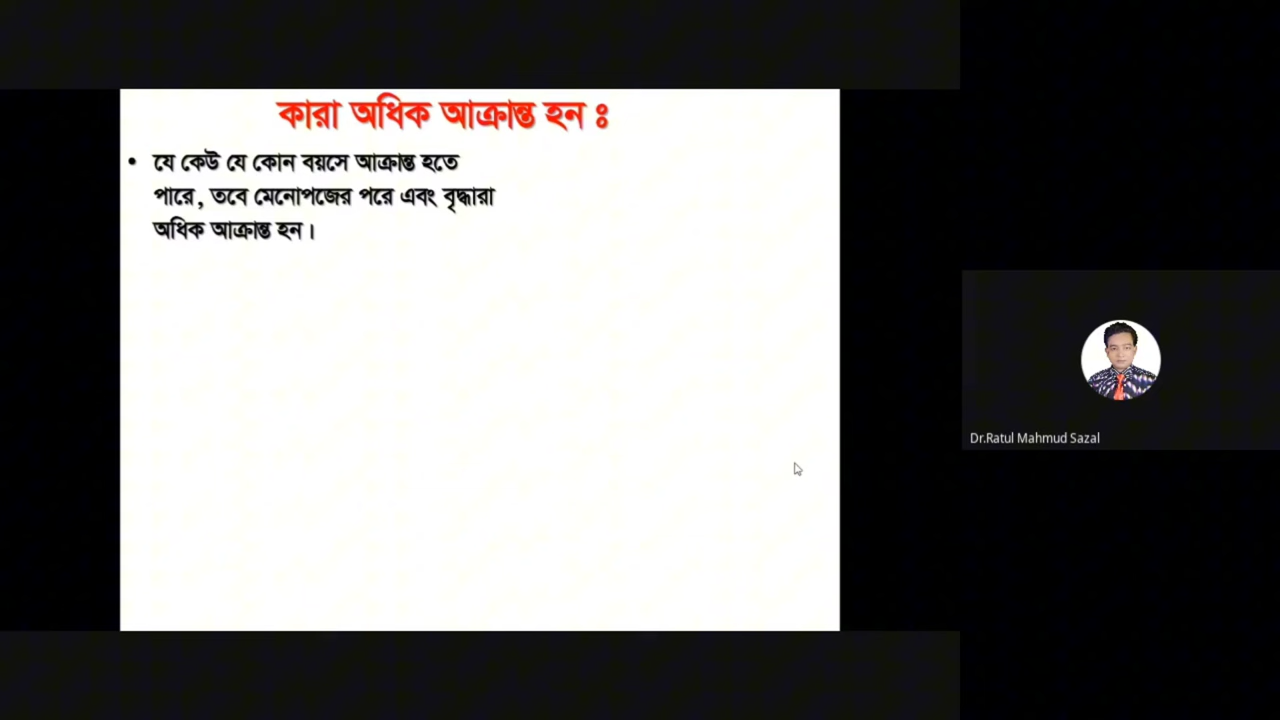 কারা অধিক আক্রান্ত হন ঃ
• যে কেউ যে কোন বয়সে আক্রান্ত হতে
পারে, তবে মেনোপজের পরে এবং বৃদ্ধারা
অধিক আক্রান্ত হন।
Dr.Ratul Mahmud Sazal